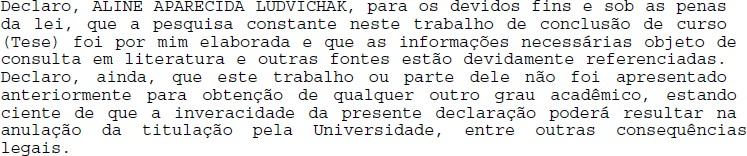 Declaro, ALINE APARECIDA LUDVICHAK, para os devidos fins e sob as penas
da lei, que a pesquisa constante neste trabalho de conclusão de curso
(Tese) foi por mim elaborada e que as informações necessárias objeto de
consulta em literatura e outras fontes estão devidamente referenciadas.
Declaro, ainda, que este trabalho ou parte dele não foi apresentado
anteriormente para obtenção de qualquer outro grau acadêmico, estando
ciente de que a inveracidade da presente declaração poderá resultar na
anulação da titulação pela Universidade, entre outras consequências
legais.